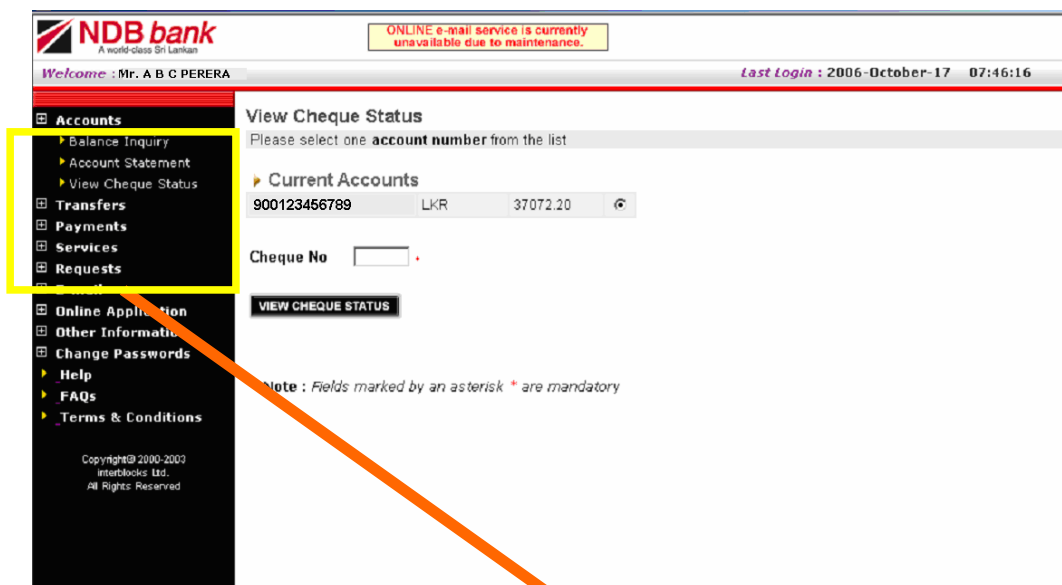 NDB bank
A world-class Sri Lankan
ONLINE e-mail service is currently
unavailable due to maintenance.
Welcome : Mr. A B C PERERA
Last Login : 2006-October-17 07:46:16
Accounts
Balance Inquiry
Account Statement
View Cheque Status
Transfers
Payments
Services
Requests
Online Application
Other Information
Change Passwords
Help
FAQs
Terms & Conditions
Copyright© 2000-2003
interblocks Ltd.
All Rights Reserved
View Cheque Status
Please select one account number from the list
Current Accounts
900123456789 LKR 37072.20
Cheque No *
VIEW CHEQUE STATUS
Note : Fields marked by an asterisk * are mandatory